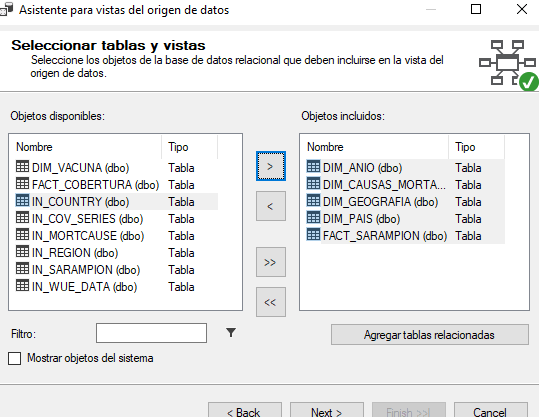 Asistente para vistas del origen de datos
Seleccionar tablas y vistas
Seleccione los objetos de la base de datos relacional que deben incluirse en la vista del
origen de datos.
Objetos disponibles:
Nombre Tipo
DIM_VACUNA (dbo) Tabla
FACT_COBERTURA (dbo) Tabla
IN_COUNTRY (dbo) Tabla
IN_COV_SERIES (dbo) Tabla
IN_MORTCAUSE (dbo) Tabla
IN_REGION (dbo) Tabla
IN_SARAMPION (dbo) Tabla
IN_WUE_DATA (dbo) Tabla
>
<
>>
<<
Objetos incluidos:
Nombre Tipo
DIM_ANIO (dbo) Tabla
DIM_CAUSAS_MORTA... Tabla
DIM_GEOGRAFIA (dbo) Tabla
DIM_PAIS (dbo) Tabla
FACT_SARAMPION (dbo) Tabla
Filtro:
Agregar tablas relacionadas
Mostrar objetos del sistema
< Back
Next >
Finish >>|
Cancel